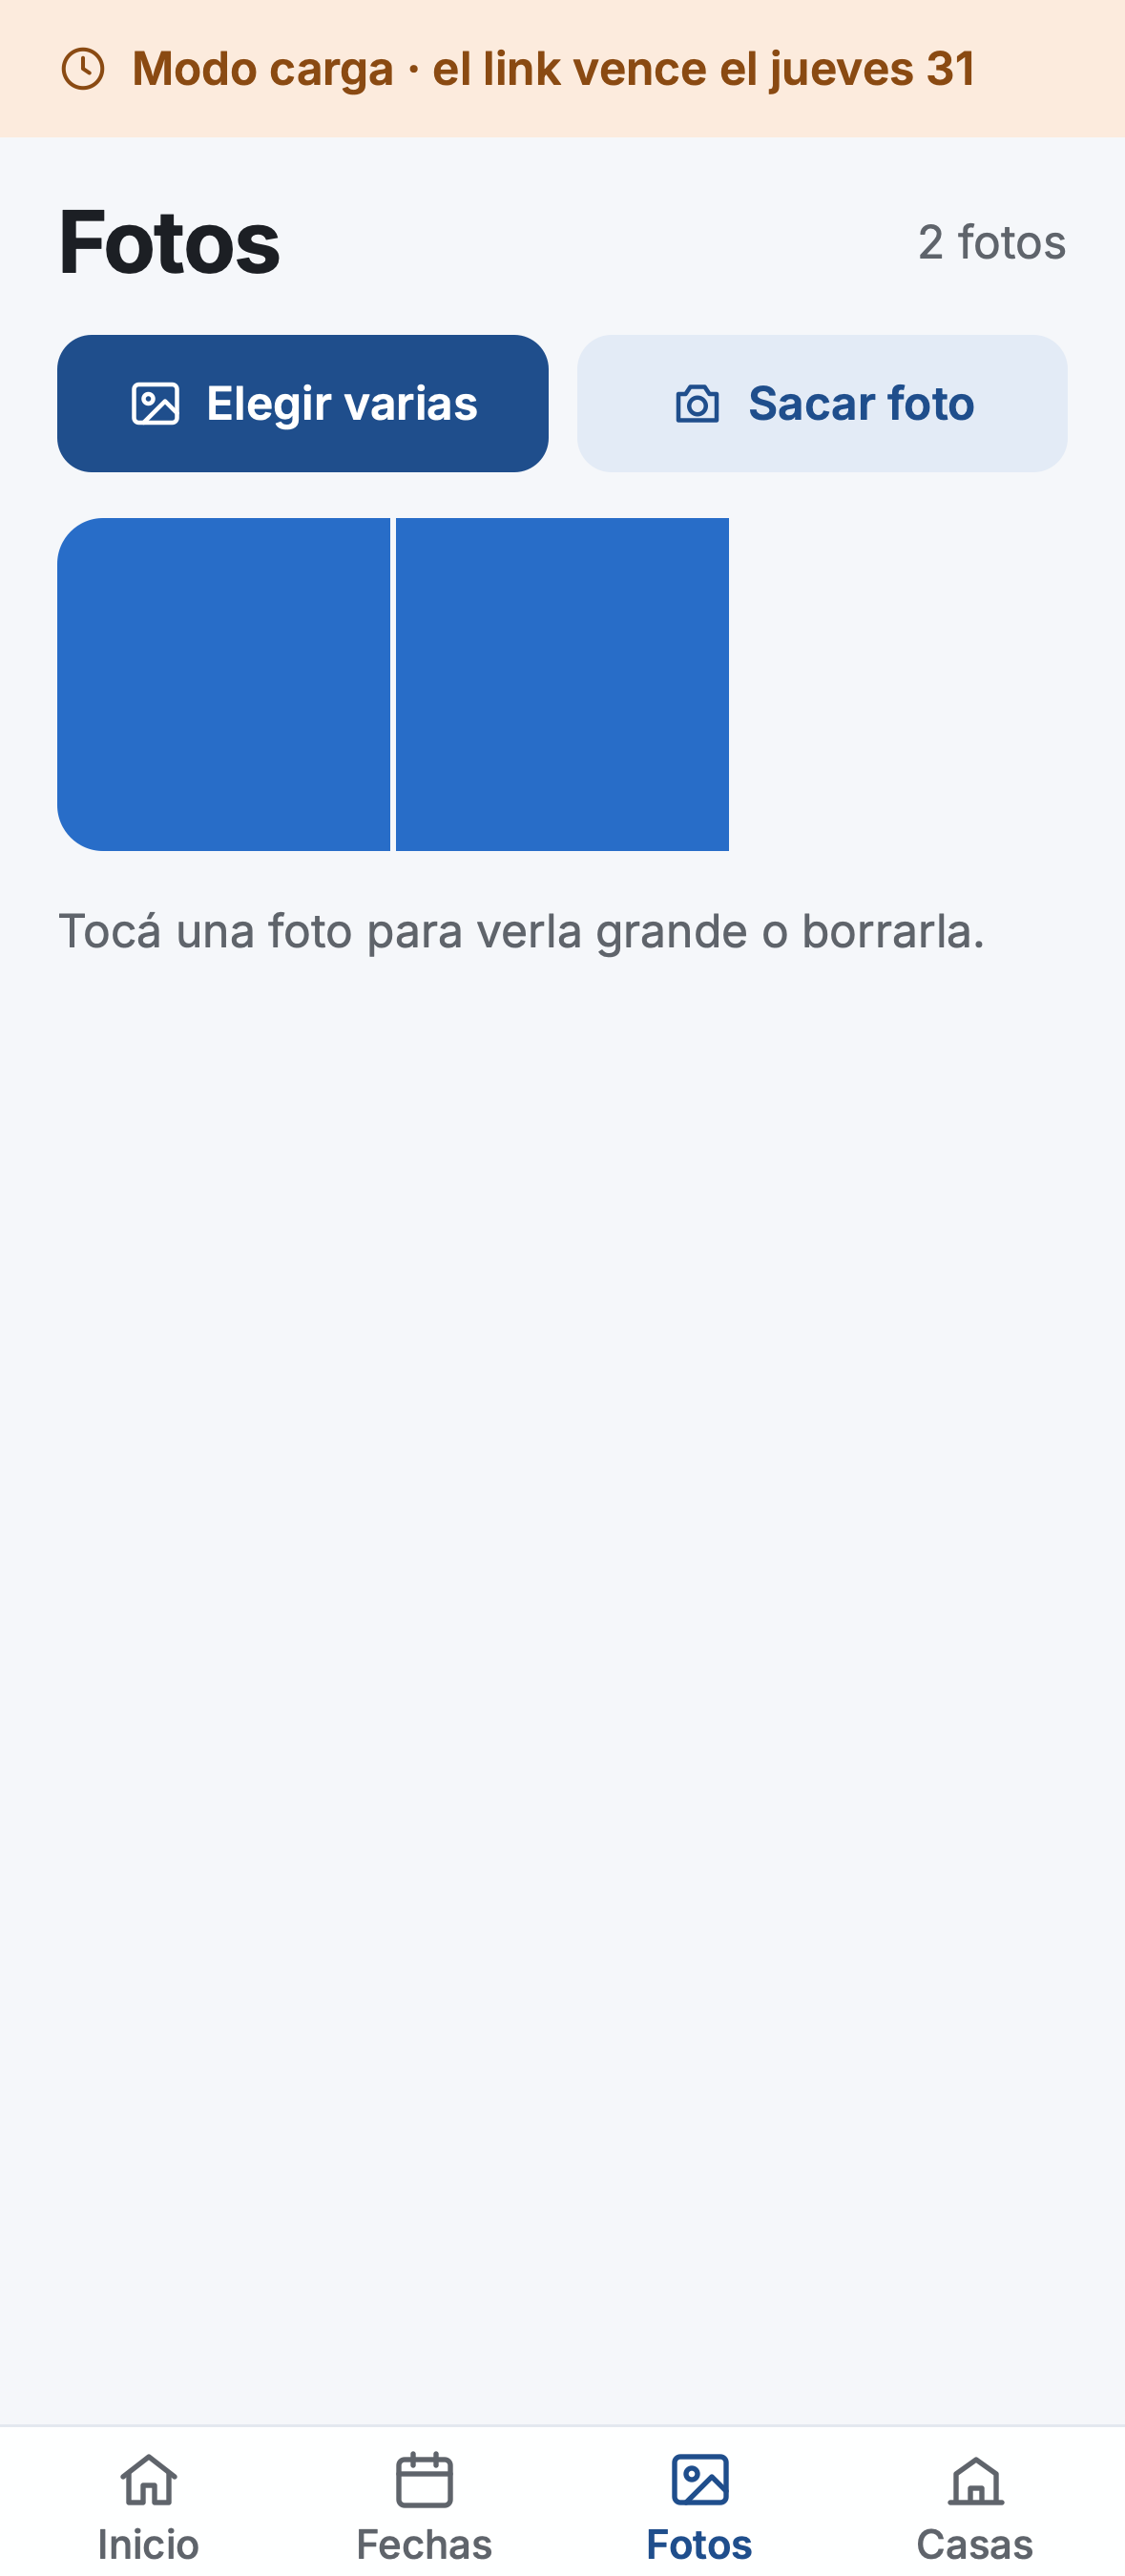 Modo carga · el link vence el jueves 31
Fotos
2 fotos
Elegir varias
Sacar foto
Tocá una foto para verla grande o borrarla.
Inicio
Fechas
Fotos
Casas